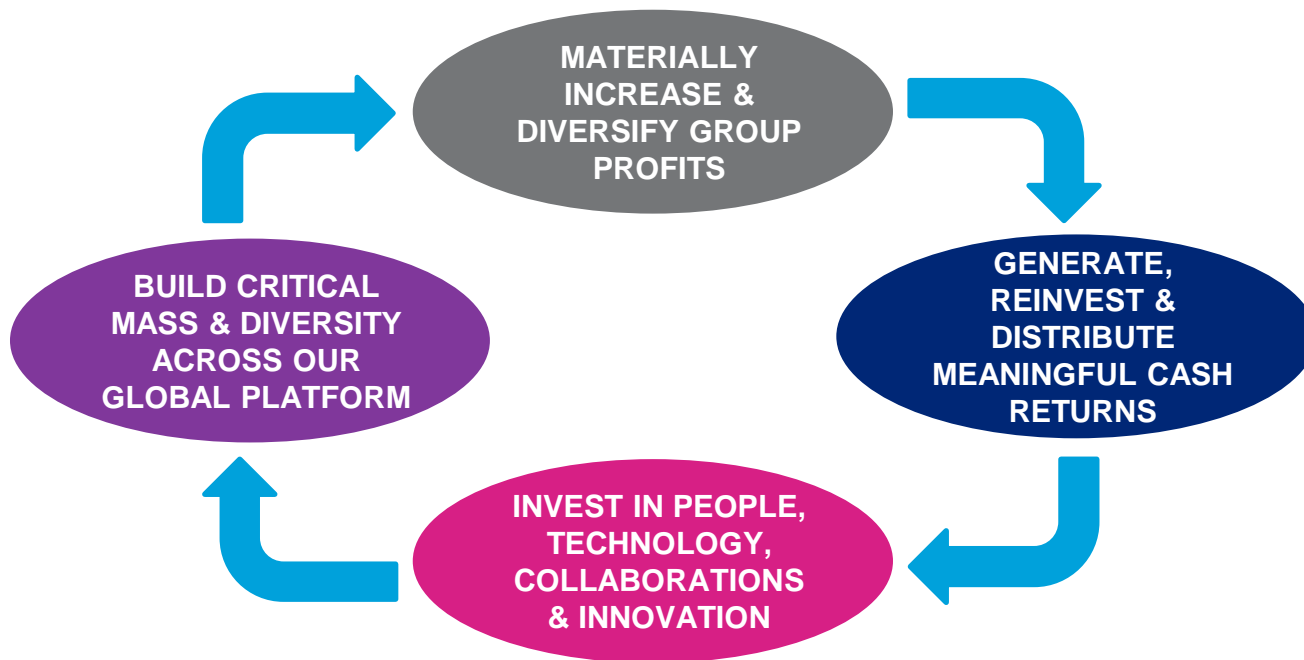 MATERIALLY
INCREASE &
DIVERSIFY GROUP
PROFITS
GENERATE,
REINVEST &
DISTRIBUTE
MEANINGFUL CASH
RETURNS
INVEST IN PEOPLE,
TECHNOLOGY,
COLLABORATIONS
& INNOVATION
BUILD CRITICAL
MASS & DIVERSITY
ACROSS OUR
GLOBAL PLATFORM